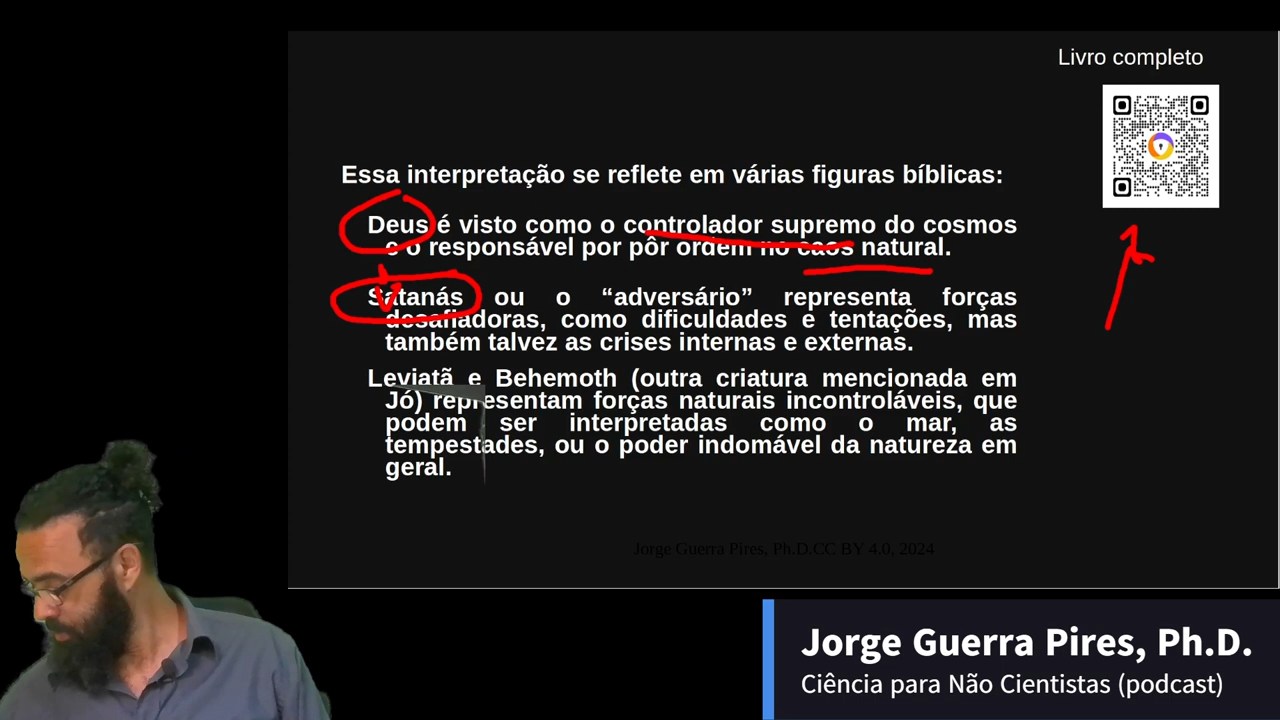 Livro completo
Essa interpretação se reflete em várias figuras bíblicas:
Deus é visto como o controlador supremo do cosmos
e o responsável por pôr ordem no caos natural.
Satanás ou o “adversário” representa forças
desafiadoras, como dificuldades e tentações, mas
também talvez as crises internas e externas.
Leviatã e Behemoth (outra criatura mencionada em
Jó) representam forças naturais incontroláveis, que
podem ser interpretadas como o mar, as
tempestades, ou o poder indomável da natureza em
geral.
Jorge Guerra Pires, Ph.D.CC BY 4.0, 2024
Jorge Guerra Pires, Ph.D.
Ciência para Não Cientistas (podcast)